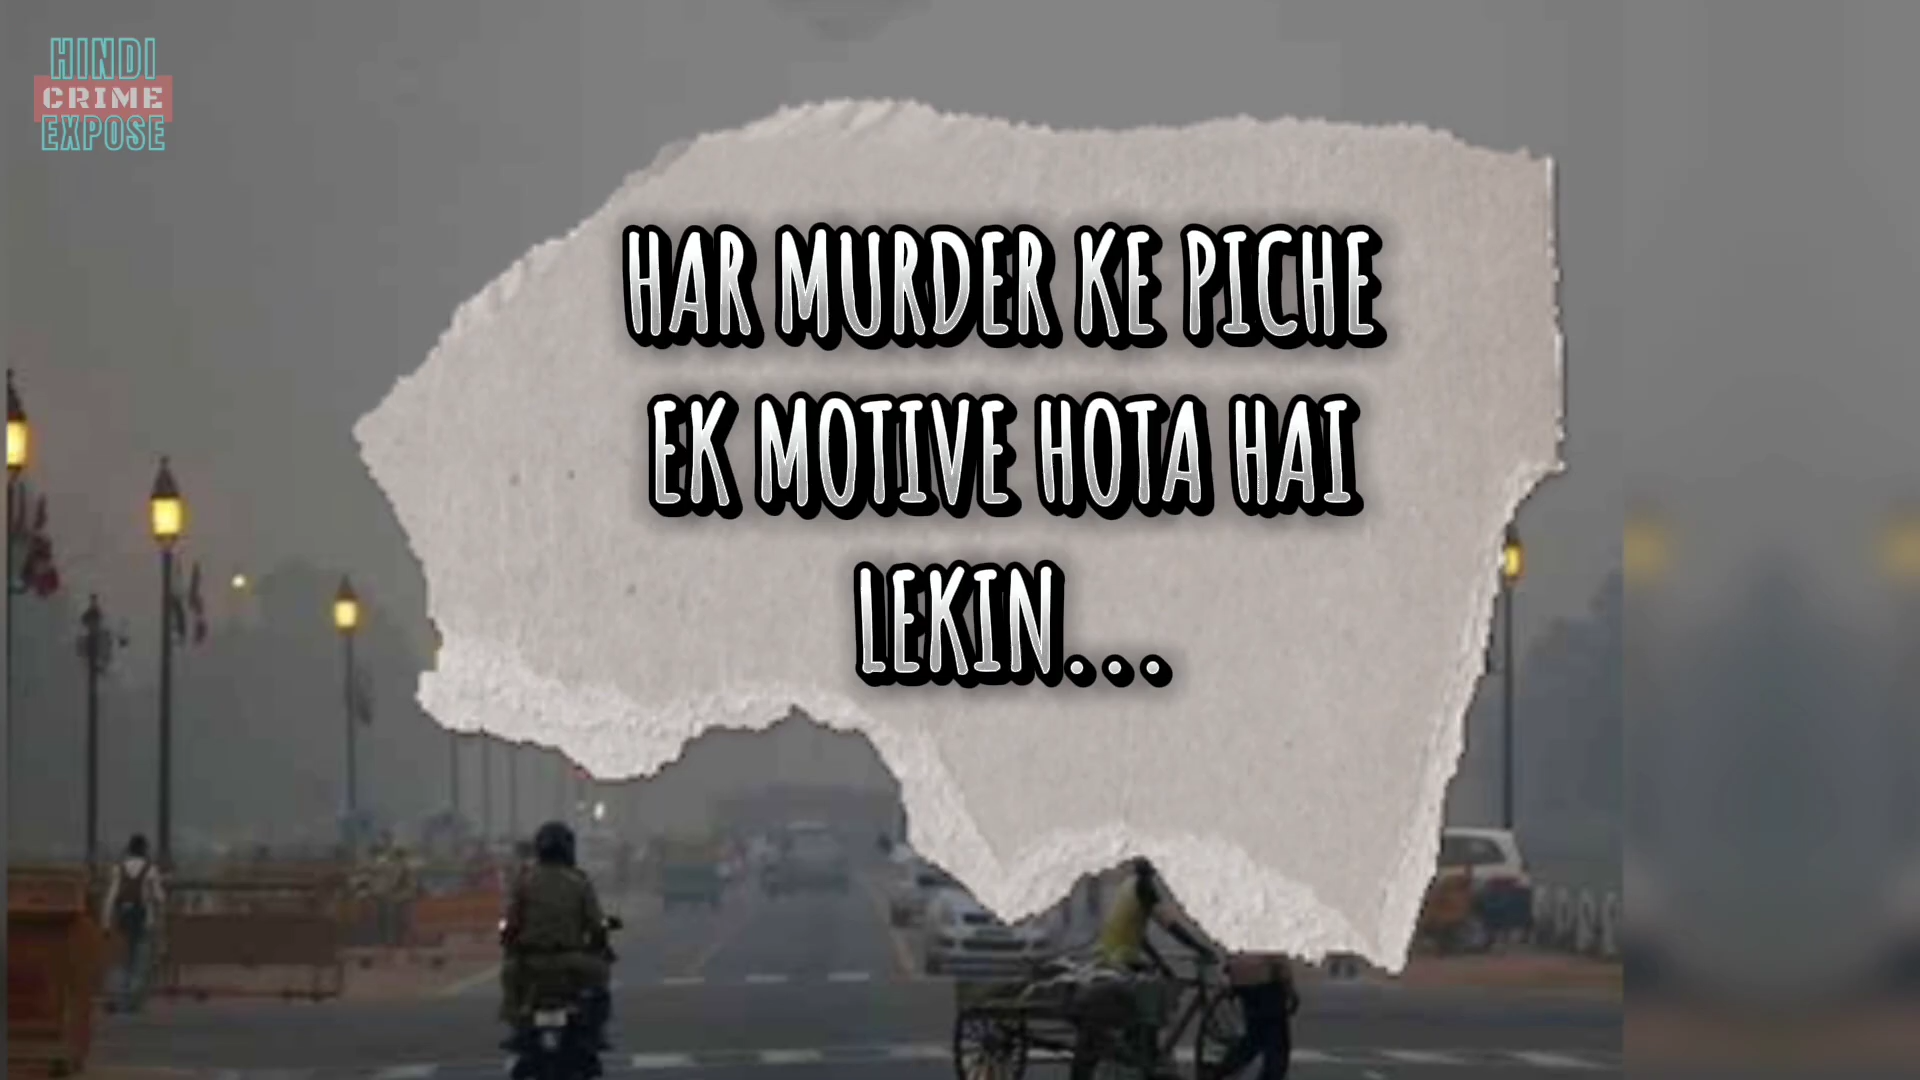 HINDI
CRIME
EXPOSE
HAR MURDER KE PICHE
EK MOTIVE HOTA HAI
LEKIN...